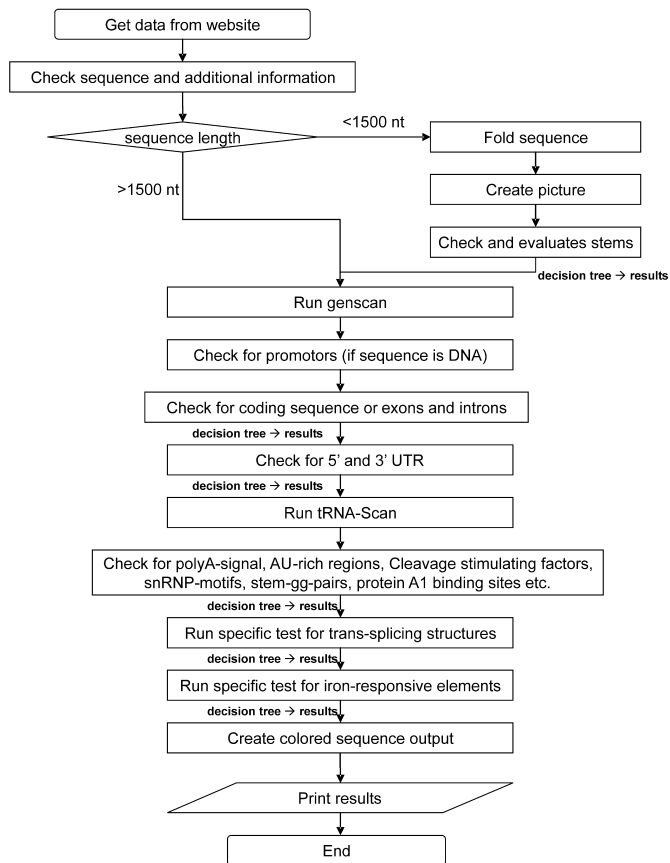 Get data from website
Check sequence and additional information
sequence length
<1500 nt
Fold sequence
Create picture
>1500 nt
Check and evaluates stems
decision tree → results
Run genscan
Check for promotors (if sequence is DNA)
Check for coding sequence or exons and introns
decision tree → results
Check for 5’ and 3’ UTR
decision tree → results
Run tRNA-Scan
Check for polyA-signal, AU-rich regions, Cleavage stimulating factors,
snRNP-motifs, stem-gg-pairs, protein A1 binding sites etc.
decision tree → results
Run specific test for trans-splicing structures
decision tree → results
Run specific test for iron-responsive elements
decision tree → results
Create colored sequence output
Print results
End